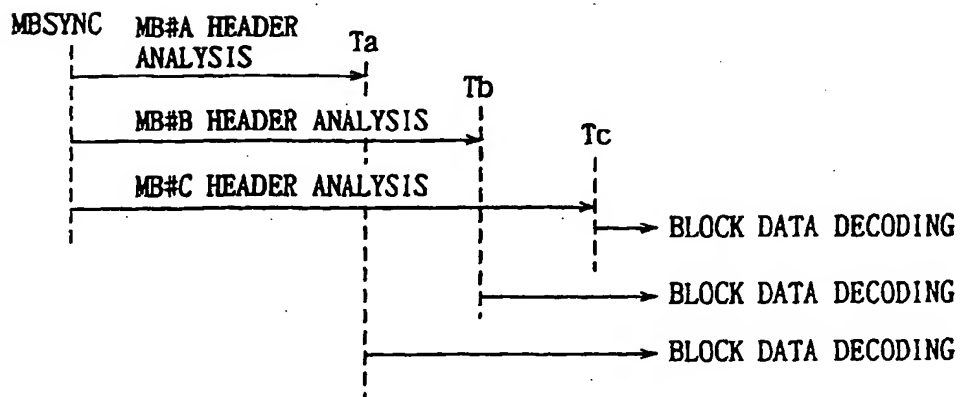 MBSYNC
MB#A HEADER
ANALYSIS
Ta
Tb
MB#B HEADER ANALYSIS
Tc
MB#C HEADER ANALYSIS
BLOCK DATA DECODING
BLOCK DATA DECODING
BLOCK DATA DECODING